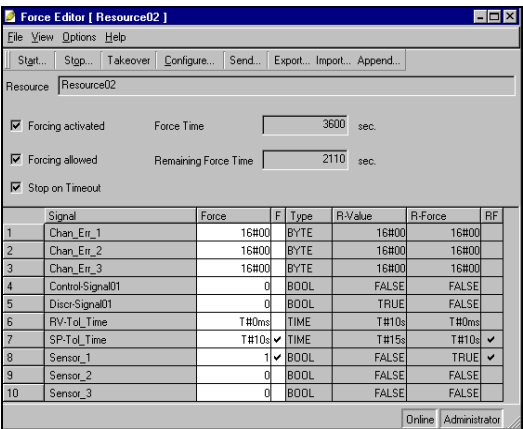 Force Editor [ Resource02 ]
File View Options Help
Start... Stop... Takeover Configure... Send... Export... Import... Append...
Resource Resource02
Forcing activated Force Time 3600 sec.
Forcing allowed Remaining Force Time 2110 sec.
Stop on Timeout
Signal Force F Type R-Value R-Force RF
1 Chan_Err_1 16#00 BYTE 16#00 16#00
2 Chan_Err_2 16#00 BYTE 16#00 16#00
3 Chan_Err_3 16#00 BYTE 16#00 16#00
4 Control-Signal01 0 BOOL FALSE FALSE
5 Discr-Signal01 0 BOOL TRUE FALSE
6 RV-Tol_Time T#0ms TIME T#10s T#0ms
7 SP-Tol_Time T#10s ✔ TIME T#15s T#10s ✔
8 Sensor_1 1 ✔ BOOL FALSE TRUE ✔
9 Sensor_2 0 BOOL FALSE FALSE
10 Sensor_3 0 BOOL FALSE FALSE
Online Administrator